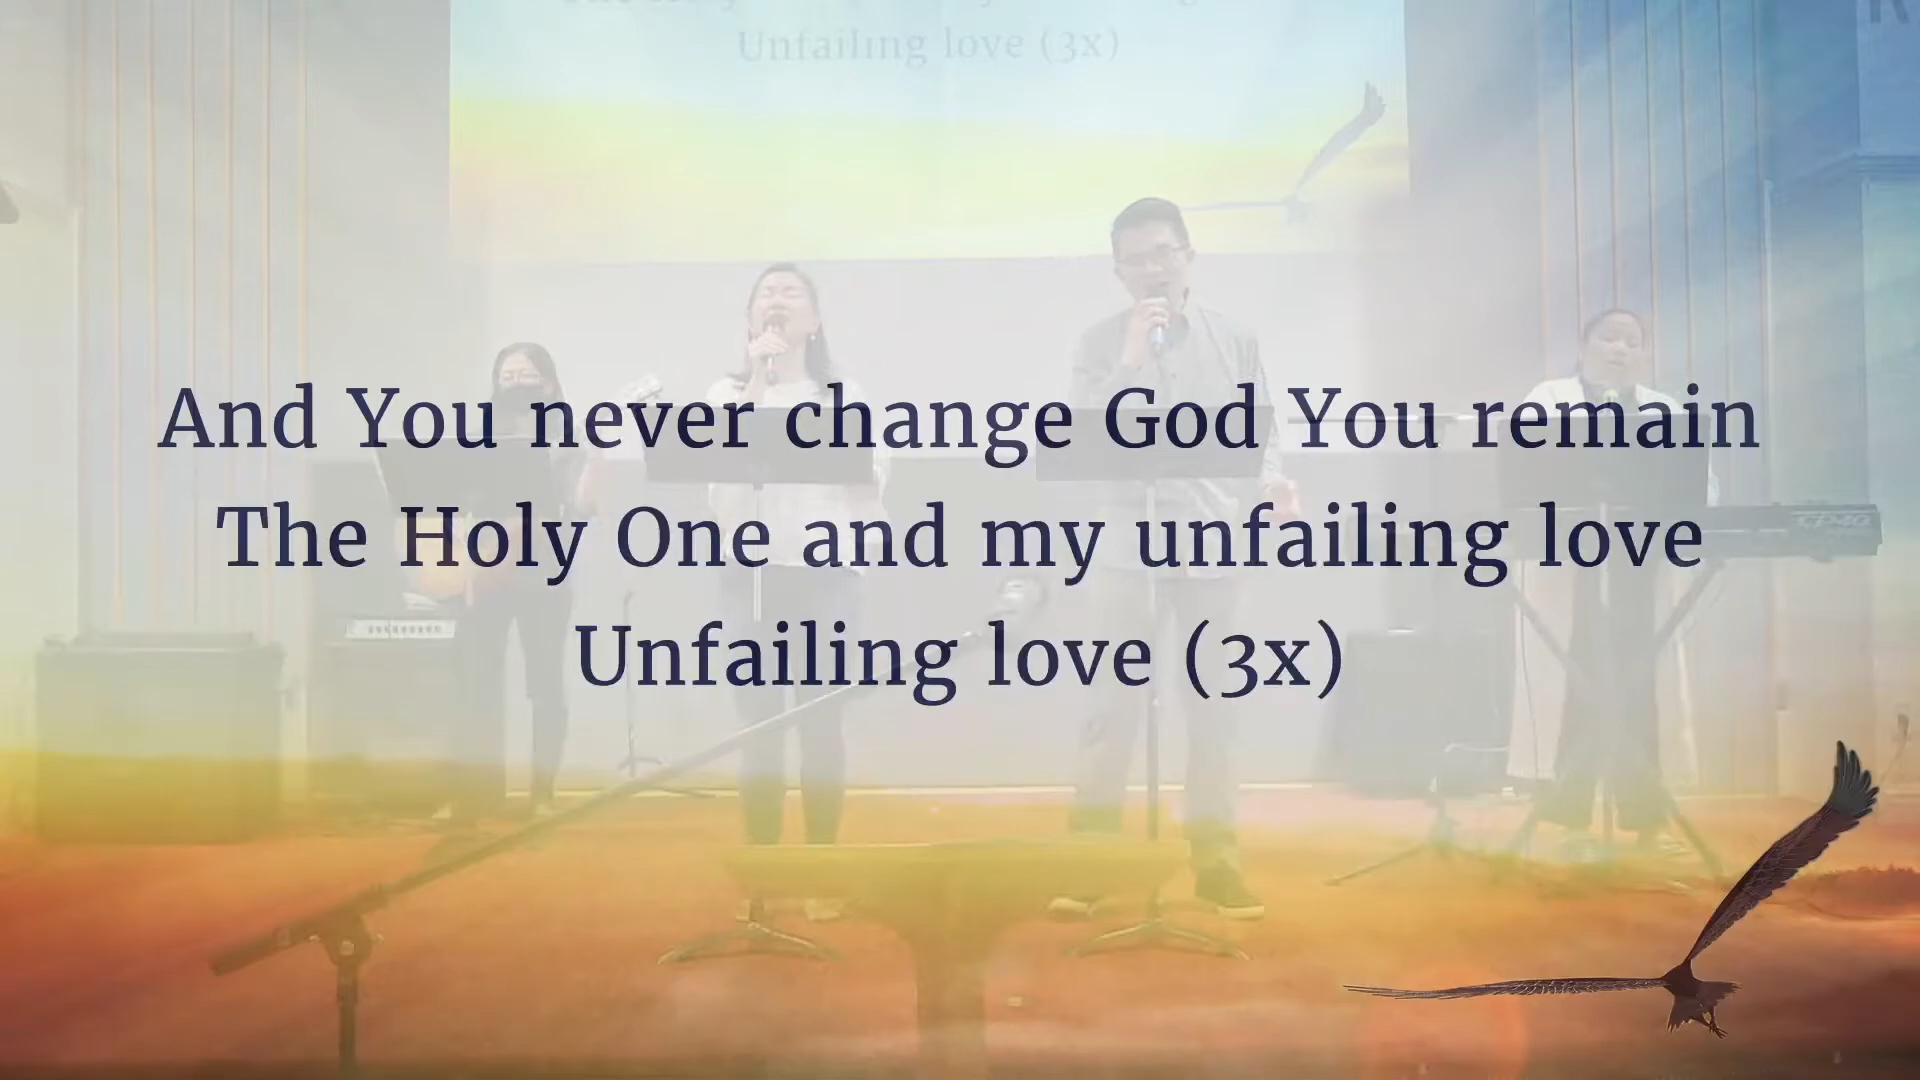 Unfailing love (3x)
And You never change God You remain
The Holy One and my unfailing love
Unfailing love (3x)